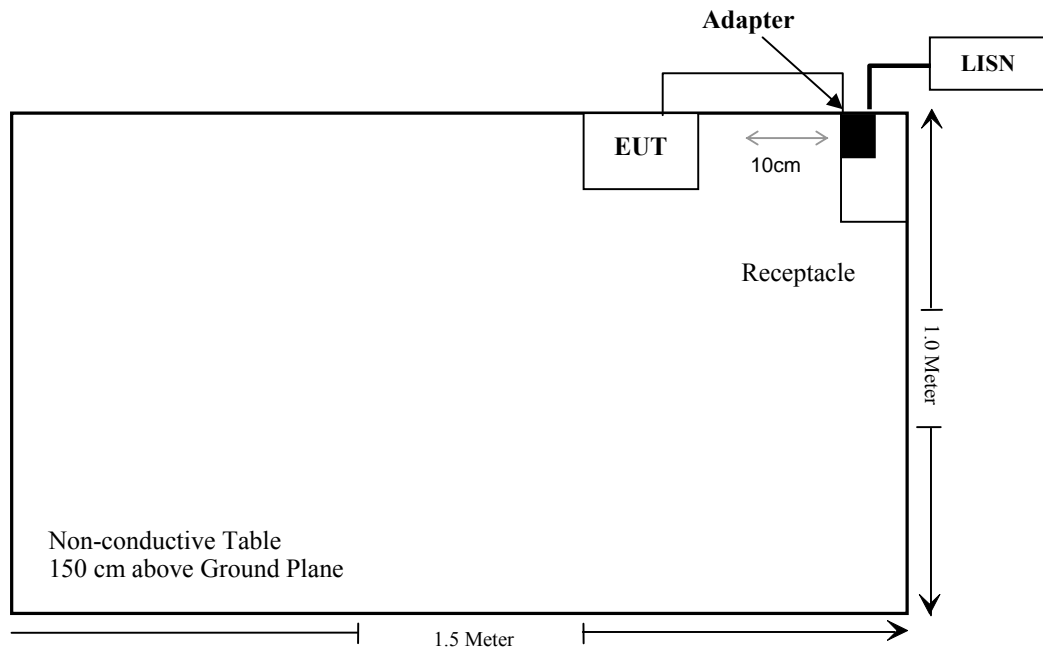 Adapter
LISN
EUT
10cm
Receptacle
1.0 Meter
Non-conductive Table
150 cm above Ground Plane
1.5 Meter